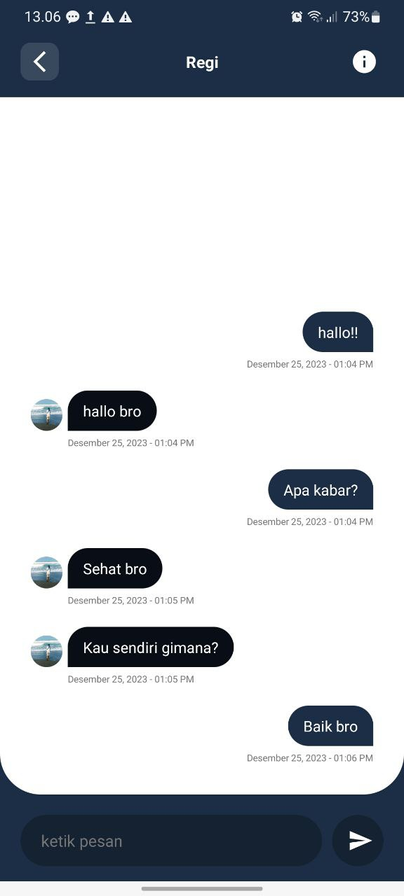 13.06 73%
Regi
hallo!!
Desember 25, 2023 - 01:04 PM
hallo bro
Desember 25, 2023 - 01:04 PM
Apa kabar?
Desember 25, 2023 - 01:04 PM
Sehat bro
Desember 25, 2023 - 01:05 PM
Kau sendiri gimana?
Desember 25, 2023 - 01:05 PM
Baik bro
Desember 25, 2023 - 01:06 PM
ketik pesan